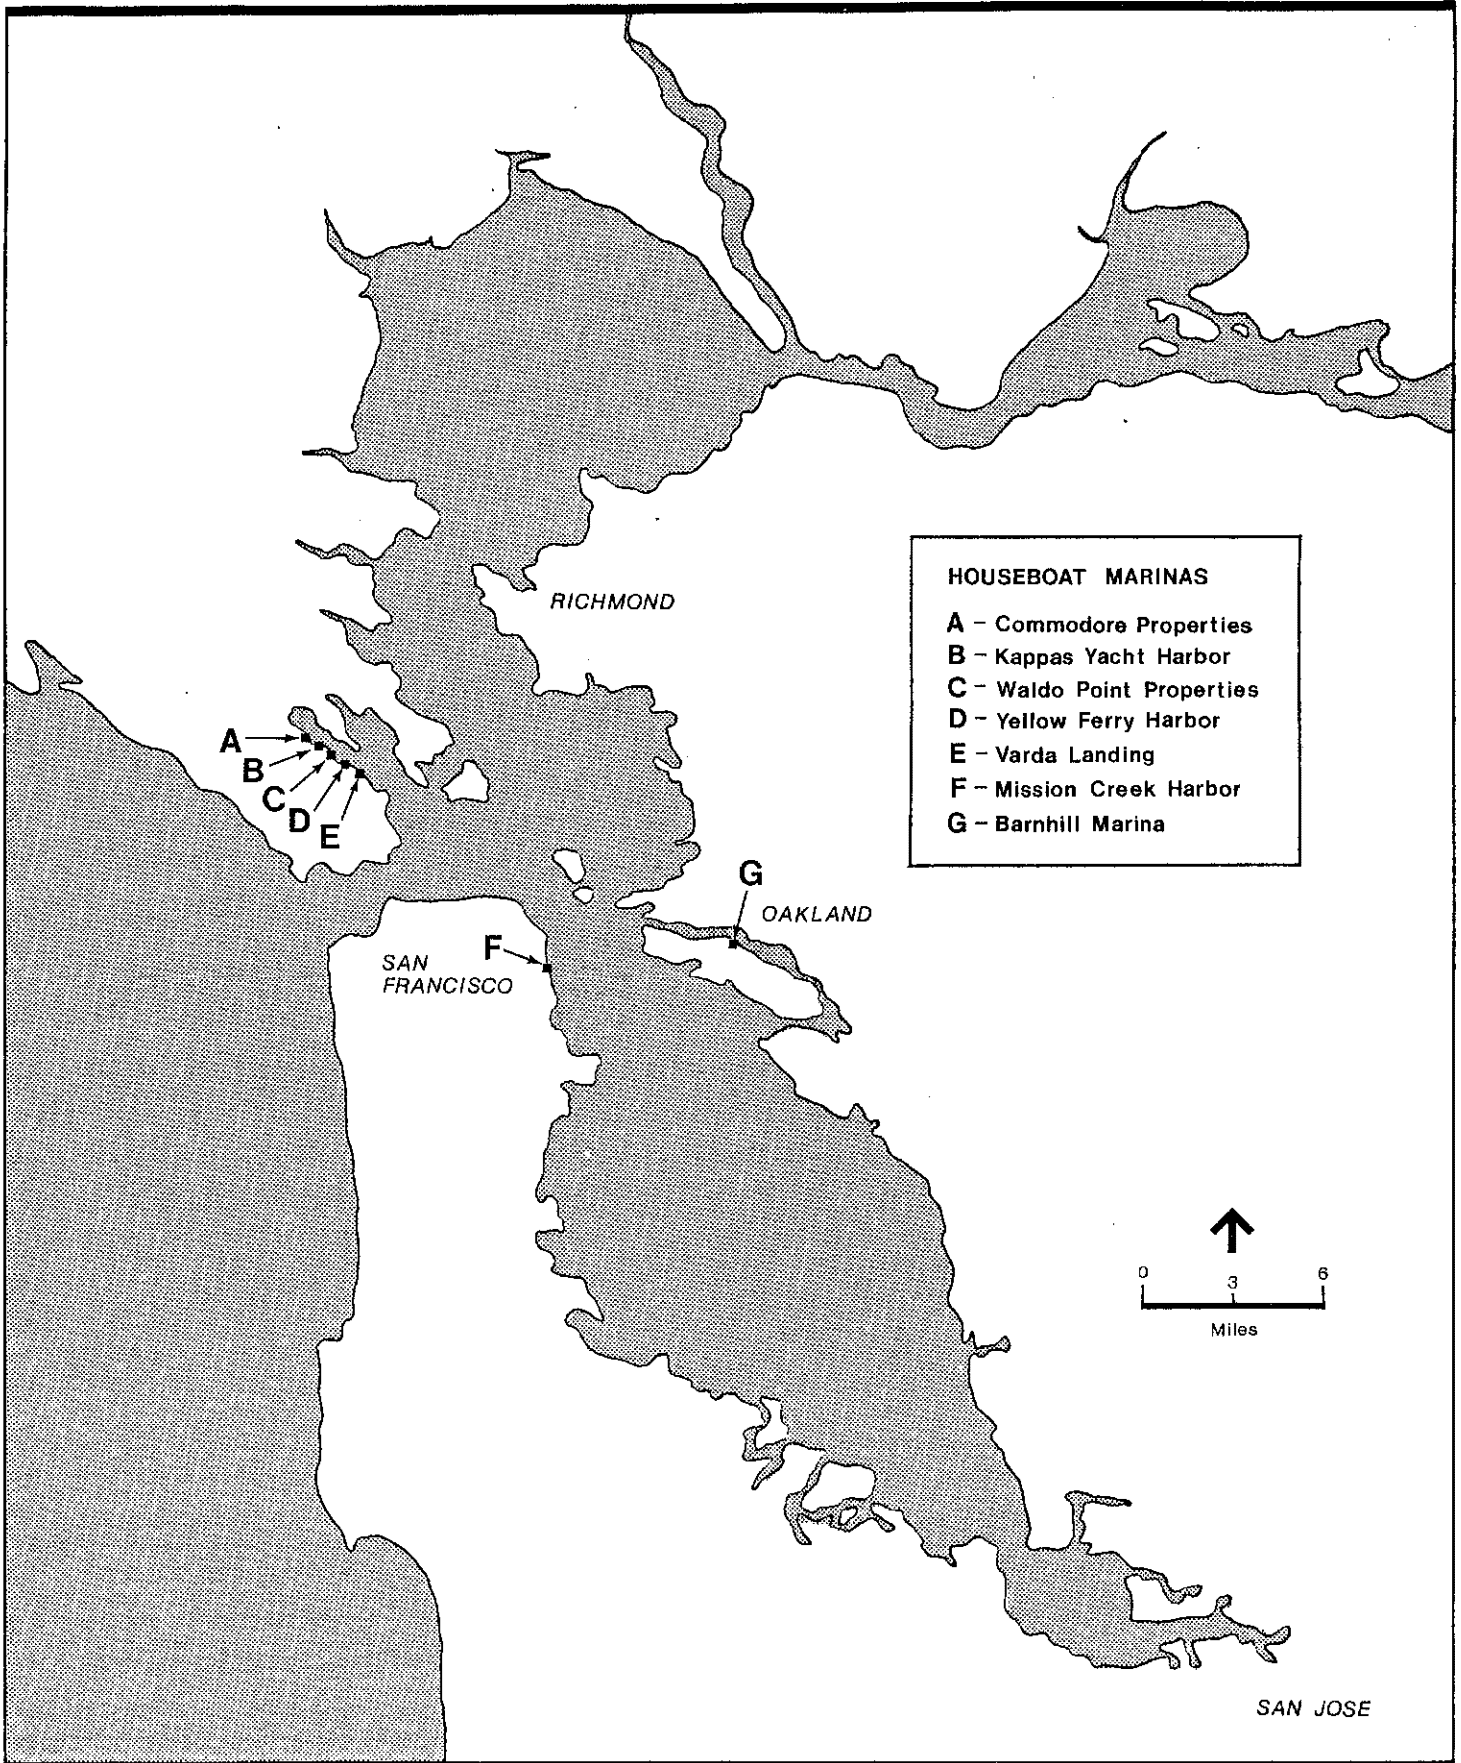 RICHMOND
HOUSEBOAT MARINAS
A - Commodore Properties
B - Kappas Yacht Harbor
C - Waldo Point Properties
D - Yellow Ferry Harbor
E - Varda Landing
F - Mission Creek Harbor
G - Barnhill Marina
A
B
C
D
E
G
OAKLAND
F
SAN
FRANCISCO
0 3 6
Miles
SAN JOSE